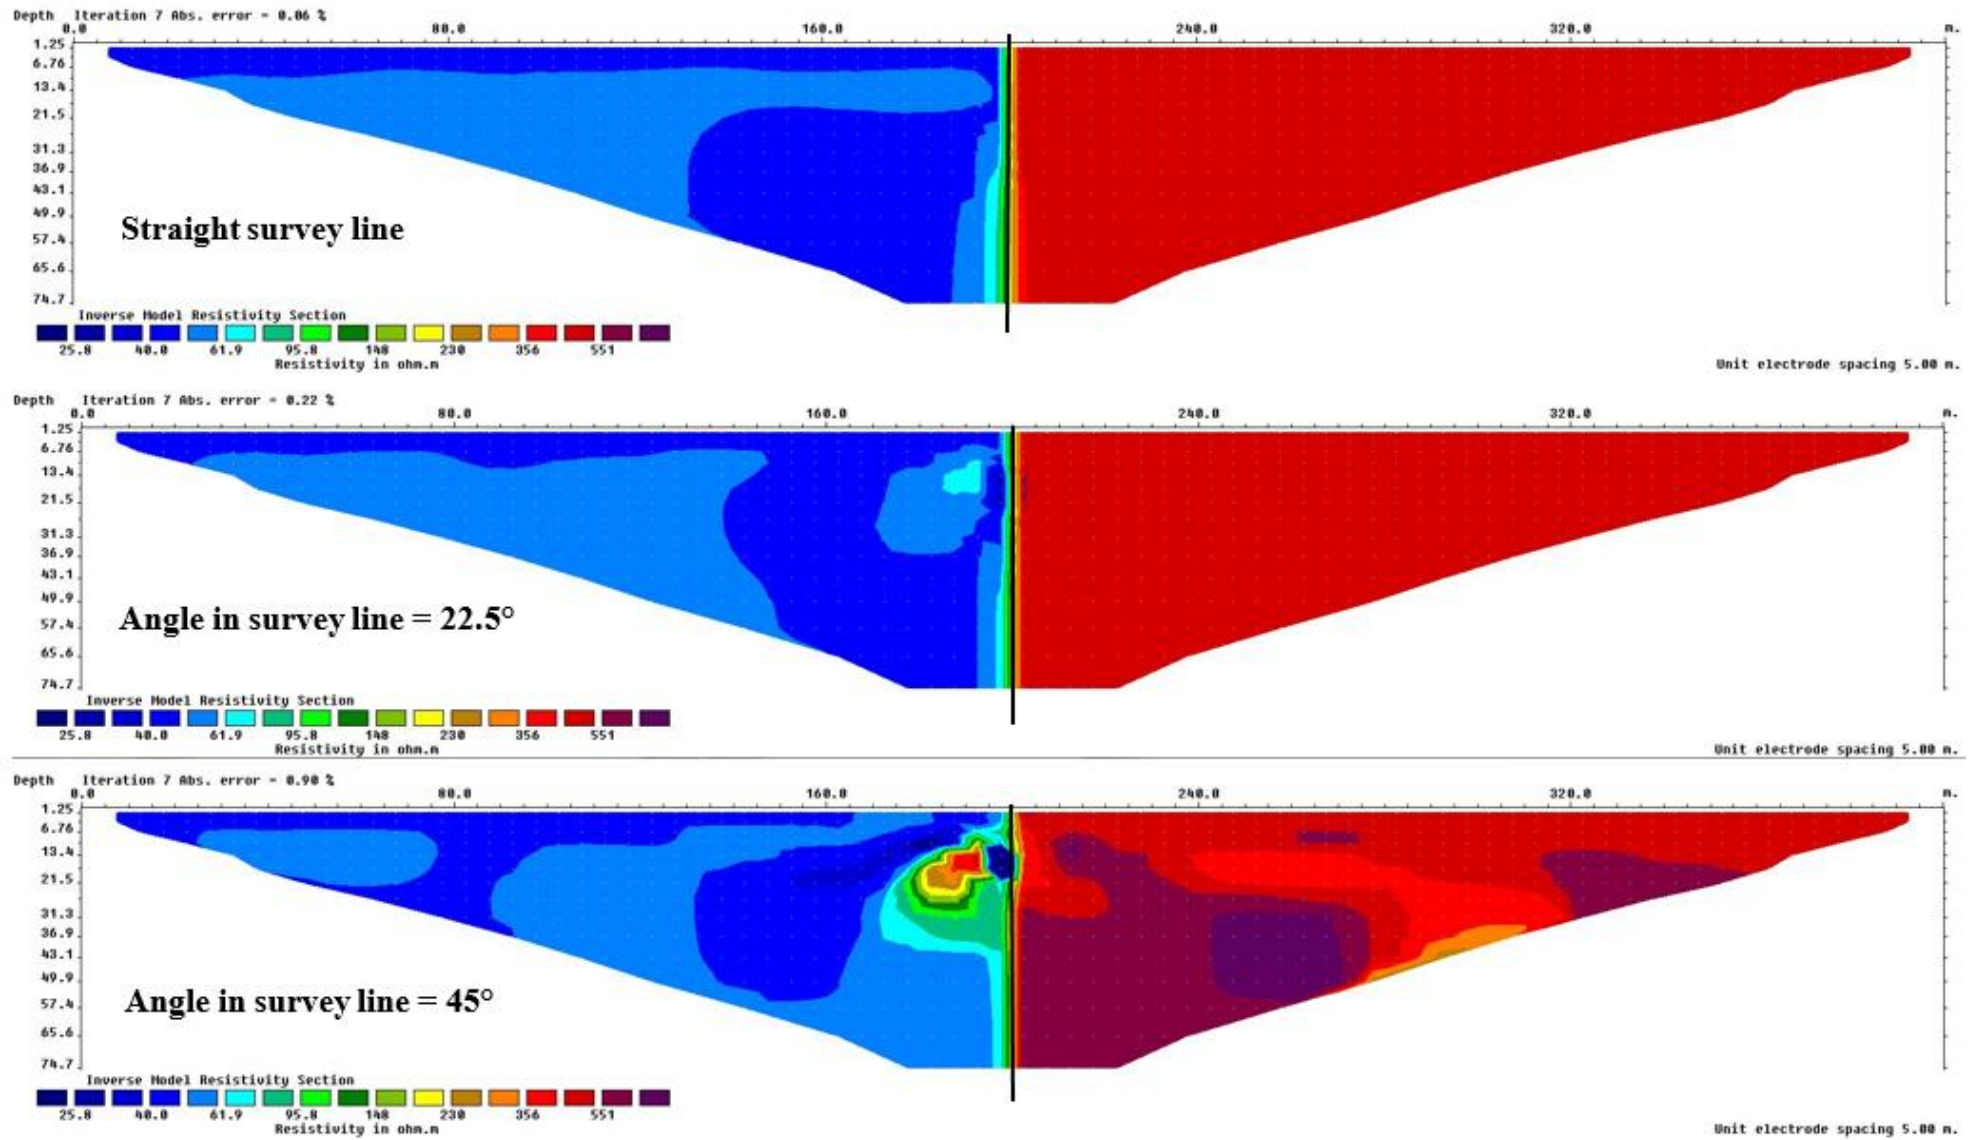 Depth Iteration 7 Abs. error = 0.06 %
0.0 80.0 160.0 240.0 320.0 m.
1.25
6.76
13.4
21.5
31.3
36.9
43.1
49.9
Straight survey line
57.4
65.6
74.7
Inverse Model Resistivity Section
25.8 40.0 61.9 95.8 148 230 356 551
Resistivity in ohm.m
Unit electrode spacing 5.00 m.
Depth Iteration 7 Abs. error = 0.22 %
0.0 80.0 160.0 240.0 320.0 m.
1.25
6.76
13.4
21.5
31.3
36.9
43.1
49.9
Angle in survey line = 22.5°
57.4
65.6
74.7
Inverse Model Resistivity Section
25.8 40.0 61.9 95.8 148 230 356 551
Resistivity in ohm.m
Unit electrode spacing 5.00 m.
Depth Iteration 7 Abs. error = 0.90 %
0.0 80.0 160.0 240.0 320.0 m.
1.25
6.76
13.4
21.5
31.3
36.9
43.1
49.9
Angle in survey line = 45°
57.4
65.6
74.7
Inverse Model Resistivity Section
25.8 40.0 61.9 95.8 148 230 356 551
Resistivity in ohm.m
Unit electrode spacing 5.00 m.